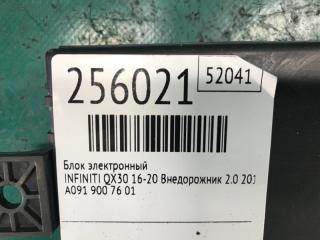 256021
52041
Блок электронный
INFINITI QX30 16-20 Внедорожник 2.0 201
A091 900 76 01